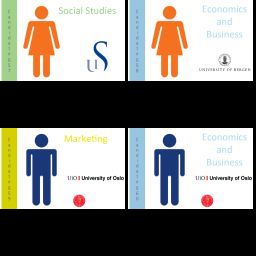 Social Studies
US
Economics
and
Business
UNIVERSITY OF BERGEN
Marketing
UiO University of Oslo
Economics
and
Business
UiO University of Oslo